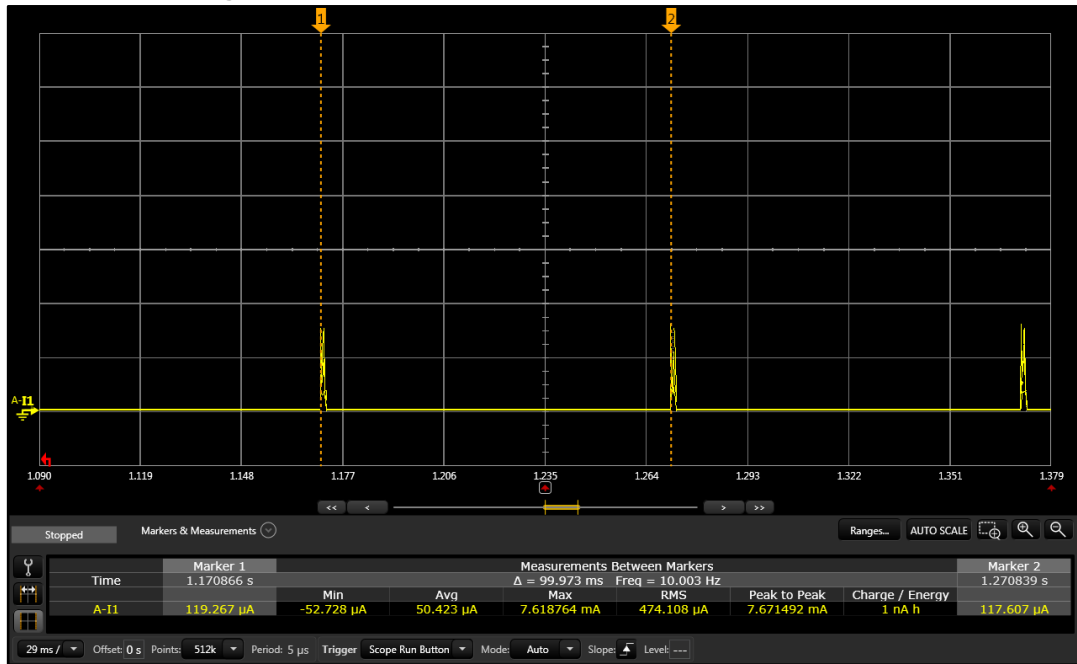 1 2
A-I1
1.090 1.119 1.148 1.177 1.206 1.235 1.264 1.293 1.322 1.351 1.379
<< < > >>
Stopped Markers & Measurements Ranges... AUTO SCALE
Marker 1 Measurements Between Markers Marker 2
Time 1.170866 s Δ = 99.973 ms Freq = 10.003 Hz 1.270839 s
Min Avg Max RMS Peak to Peak Charge / Energy
A-I1 119.267 µA -52.728 µA 50.423 µA 7.618764 mA 474.108 µA 7.671492 mA 1 nA h 117.607 µA
29 ms / Offset: 0 s Points: 512k Period: 5 µs Trigger Scope Run Button Mode: Auto Slope: Level: ---